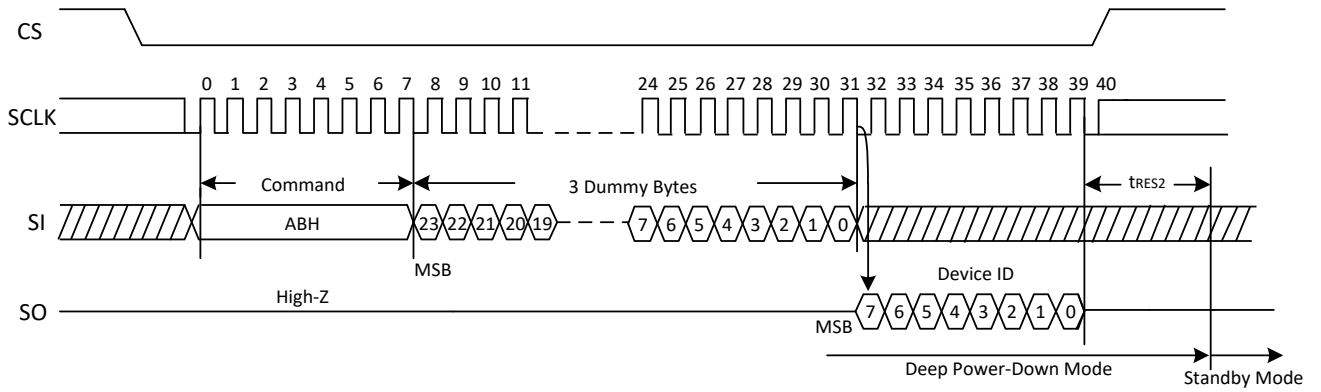 CS
0 1 2 3 4 5 6 7 8 9 10 11 24 25 26 27 28 29 30 31 32 33 34 35 36 37 38 39 40
SCLK
Command 3 Dummy Bytes tRES2
SI ABH 23 22 21 20 19 7 6 5 4 3 2 1 0
MSB Device ID
High-Z
SO 7 6 5 4 3 2 1 0
MSB
Deep Power-Down Mode Standby Mode